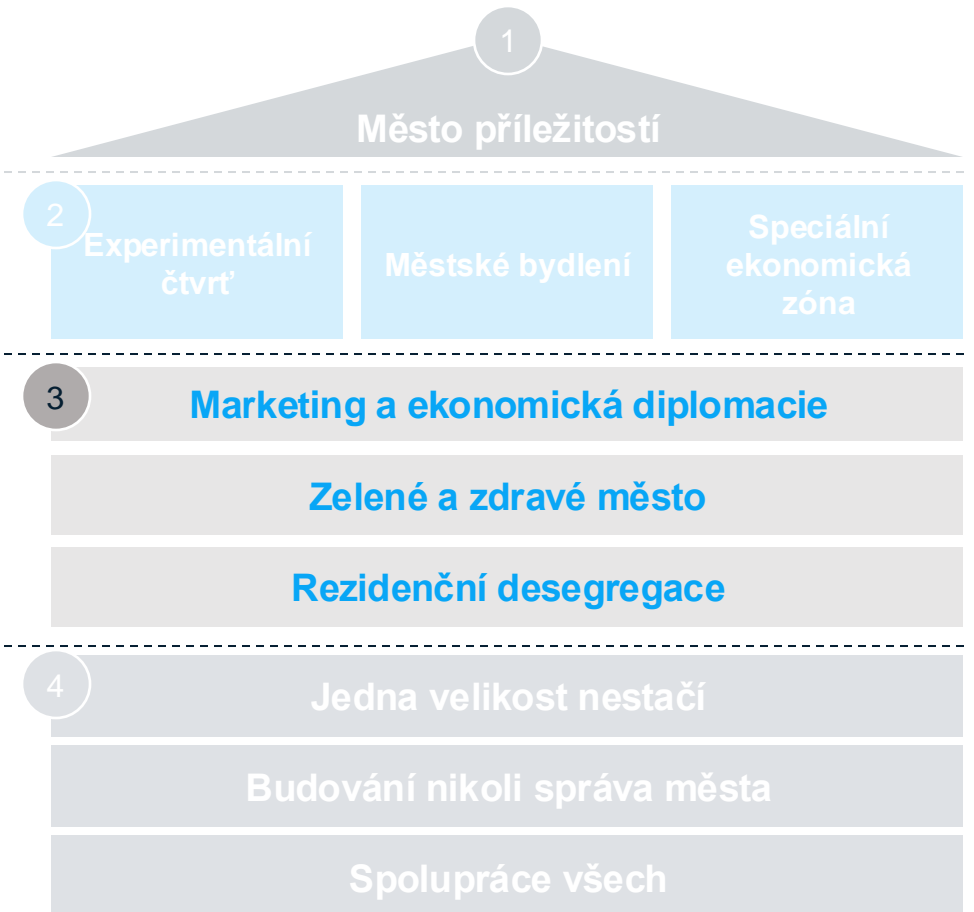 1
Město příležitostí
2
Experimentální
čtvrť
Městské bydlení
Speciální
ekonomická
zóna
3
Marketing a ekonomická diplomacie
Zelené a zdravé město
Rezidenční desegregace
4
Jedna velikost nestačí
Budování nikoli správa města
Spolupráce všech